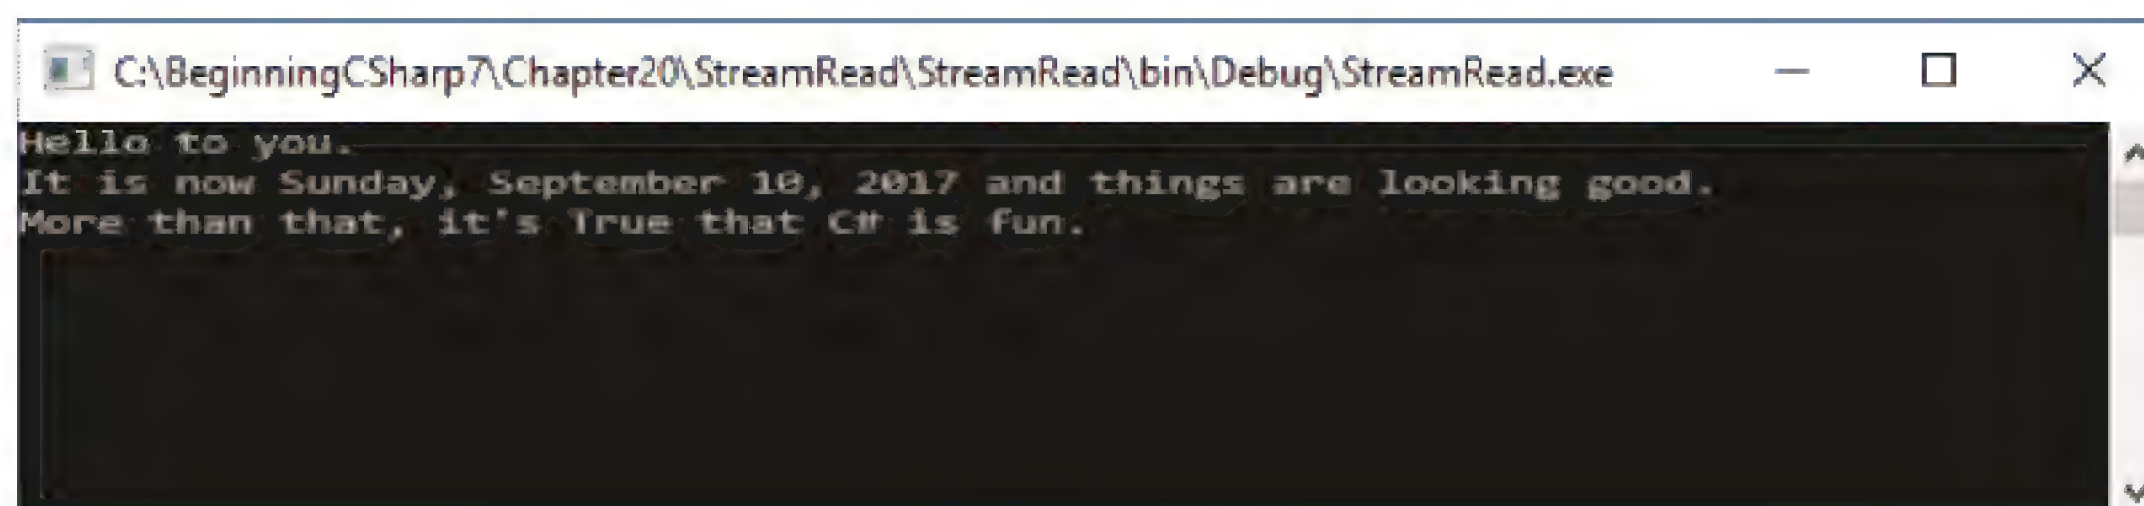 C:\BeginningCSharp7\Chapter20\StreamRead\StreamRead\bin\Debug\StreamRead.exe
Hello to you.
It is now Sunday, September 10, 2017 and things are looking good.
More than that, it's True that C# is fun.